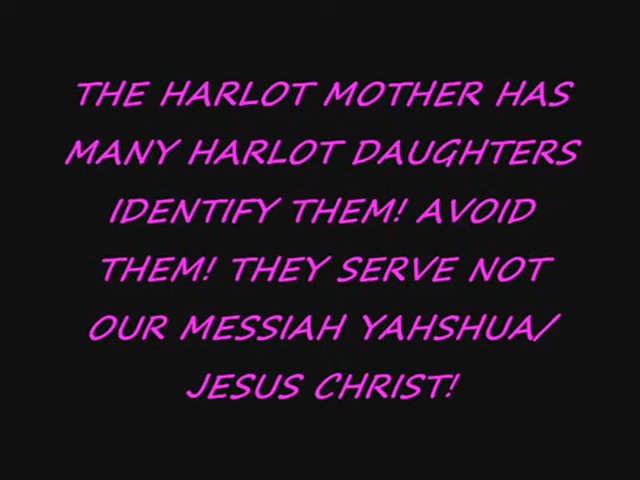 THE HARLOT MOTHER HAS
MANY HARLOT DAUGHTERS
IDENTIFY THEM! AVOID
THEM! THEY SERVE NOT
OUR MESSIAH YAHSHUA/
JESUS CHRIST!